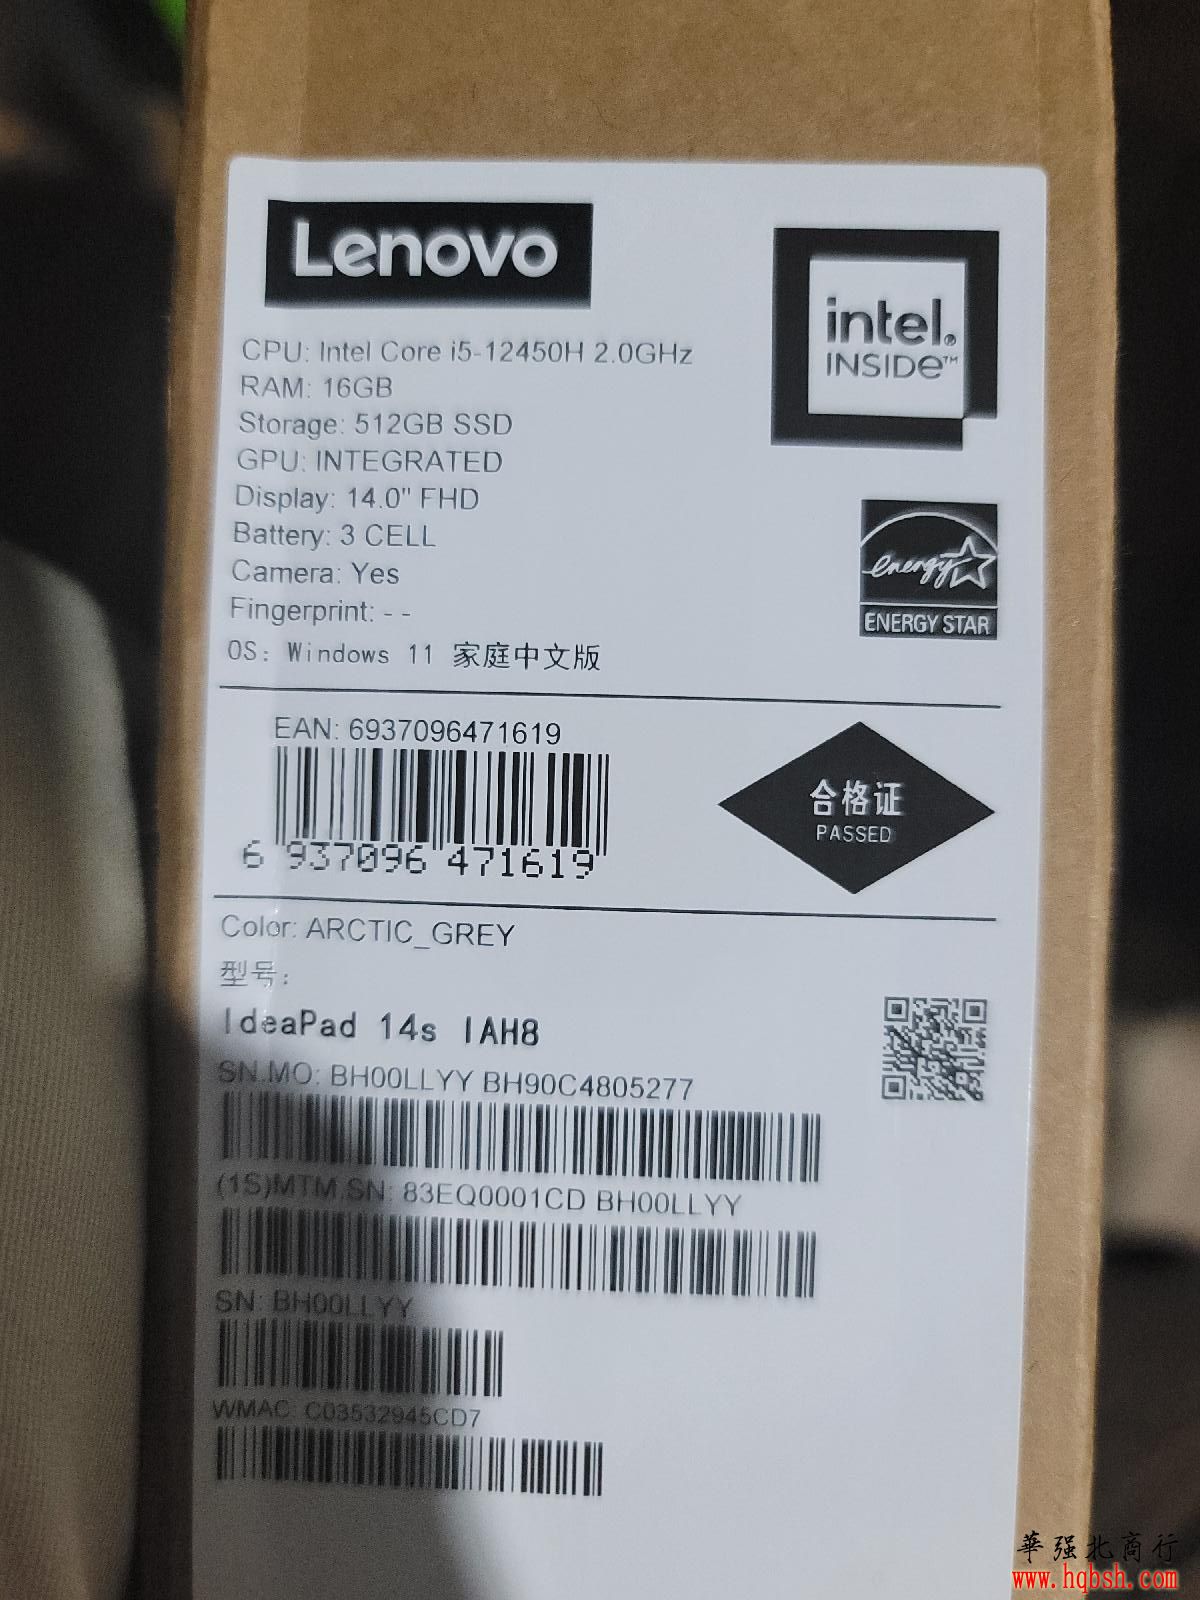 Lenovo
intel®
INSIDe™
CPU: Intel Core i5-12450H 2.0GHz
RAM: 16GB
Storage: 512GB SSD
GPU: INTEGRATED
Display: 14.0" FHD
Battery: 3 CELL
Camera: Yes
Fingerprint: - -
OS: Windows 11 家庭中文版
energy
ENERGY STAR
EAN: 6937096471619
6 937096 471619
合格证
PASSED
Color: ARCTIC_GREY
型号:
IdeaPad 14s IAH8
SN.MO: BH00LLYY BH90C4805277
(1S)MTM.SN: 83EQ0001CD BH00LLYY
SN: BH00LLYY
WMAC: C03532945CD7
華强北商行
www.hqbsh.com